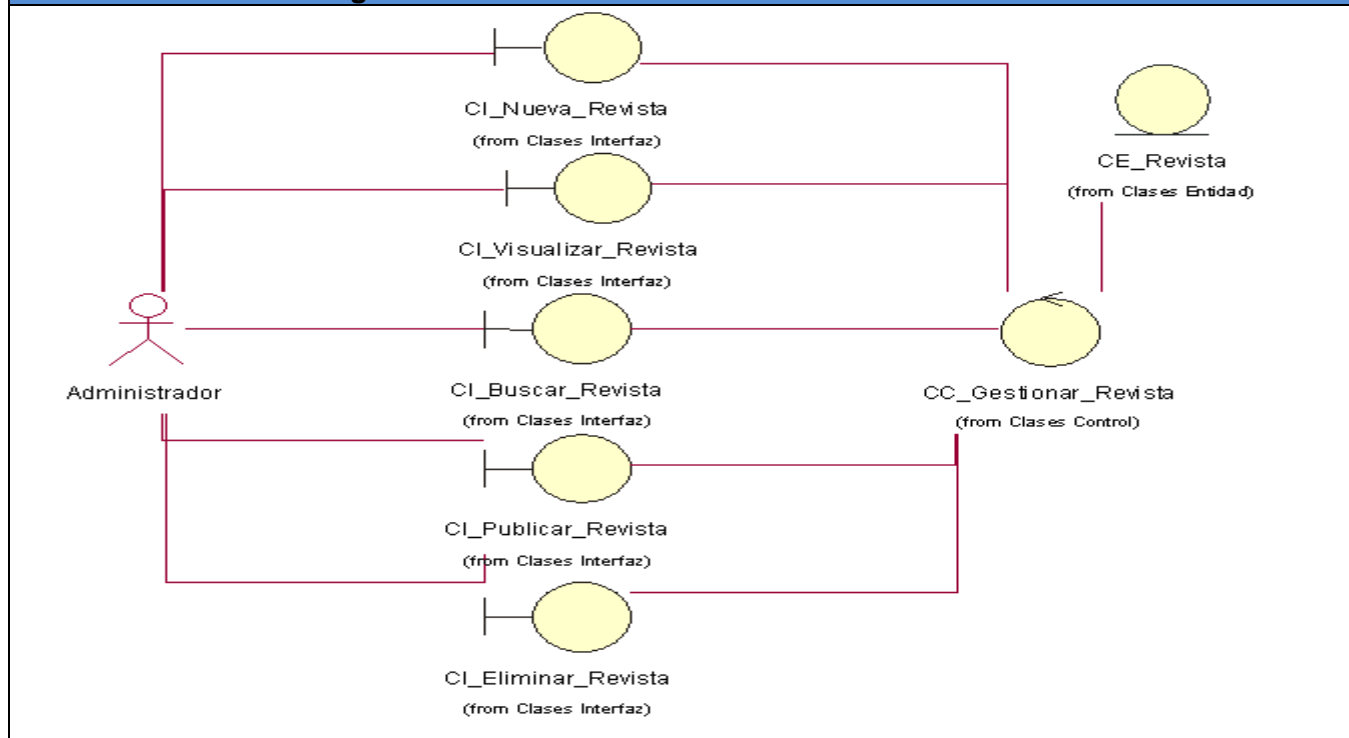 CI_Nueva_Revista
(from Clases Interfaz)
CE_Revista
(from Clases Entidad)
CI_Visualizar_Revista
(from Clases Interfaz)
Administrador
CI_Buscar_Revista
(from Clases Interfaz)
CC_Gestionar_Revista
(from Clases Control)
CI_Publicar_Revista
(from Clases Interfaz)
CI_Eliminar_Revista
(from Clases Interfaz)